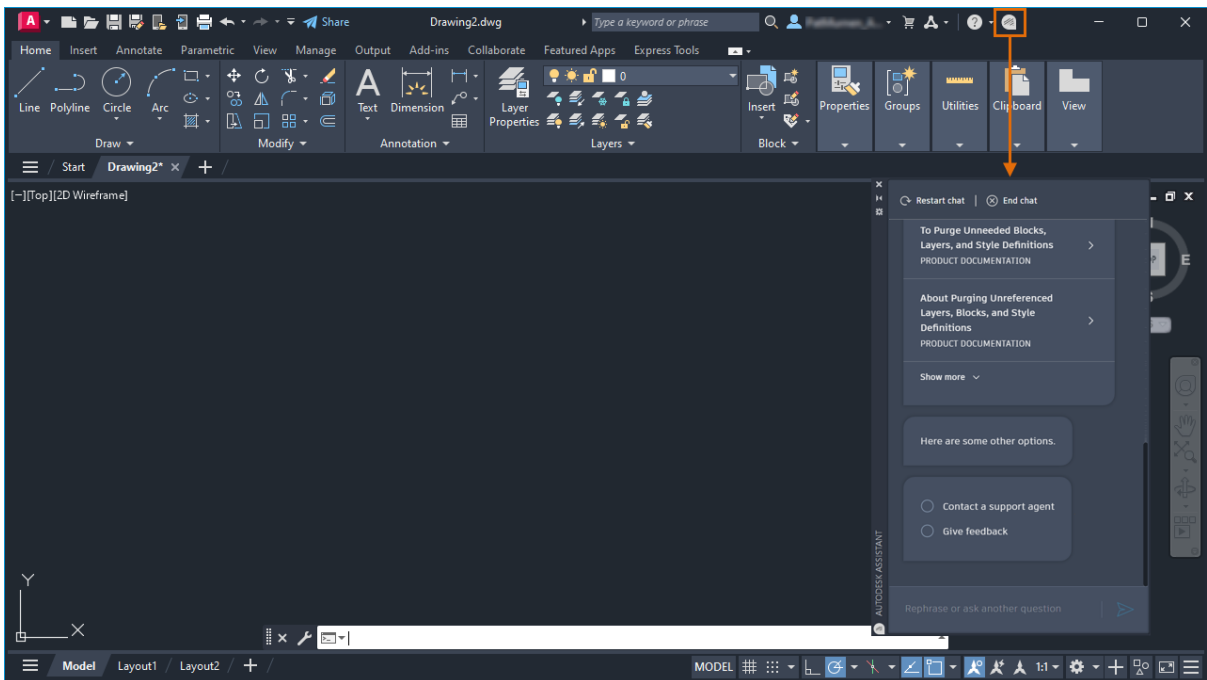 A Share Drawing2.dwg Type a keyword or phrase
Home Insert Annotate Parametric View Manage Output Add-ins Collaborate Featured Apps Express Tools
0
Line Polyline Circle Arc
Text Dimension
Layer
Properties
Insert
Properties Groups Utilities Clipboard View
Draw Modify Annotation Layers Block
Start Drawing2* +
[−][Top][2D Wireframe]
Restart chat | End chat
To Purge Unneeded Blocks,
Layers, and Style Definitions
PRODUCT DOCUMENTATION
About Purging Unreferenced
Layers, Blocks, and Style
Definitions
PRODUCT DOCUMENTATION
Show more
Here are some other options.
Contact a support agent
Give feedback
Rephrase or ask another question
AUTODESK ASSISTANT
E
Y
X
Model Layout1 Layout2 +
MODEL 1:1